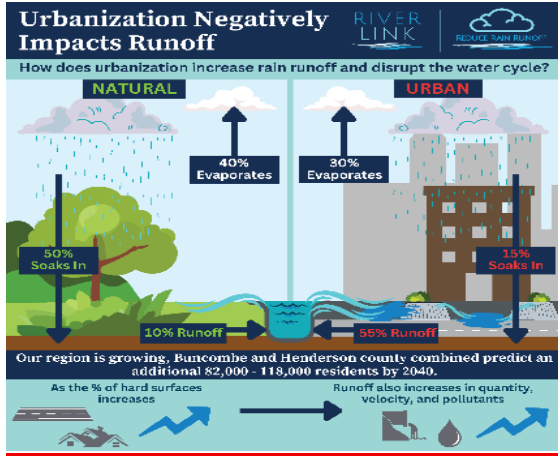 Urbanization Negatively
Impacts Runoff
RIVER
LINK
REDUCE RAIN RUNOFF
How does urbanization increase rain runoff and disrupt the water cycle?
NATURAL
URBAN
40%
Evaporates
30%
Evaporates
50%
Soaks In
15%
Soaks In
10% Runoff
55% Runoff
Our region is growing, Buncombe and Henderson county combined predict an
additional 82,000 - 118,000 residents by 2040.
As the % of hard surfaces
increases
Runoff also increases in quantity,
velocity, and pollutants